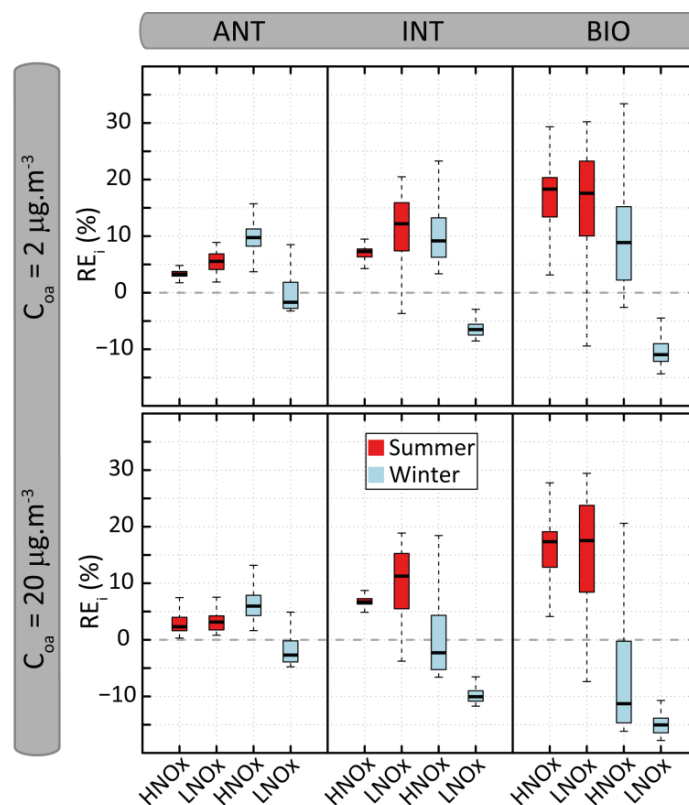 ANT INT BIO
C_oa = 2 µg.m⁻³
RE_i (%)
30
20
10
0
−10
C_oa = 20 µg.m⁻³
RE_i (%)
30
20
10
0
−10
Summer
Winter
HNOx LNOx HNOx LNOx HNOx LNOx HNOx LNOx HNOx LNOx HNOx LNOx